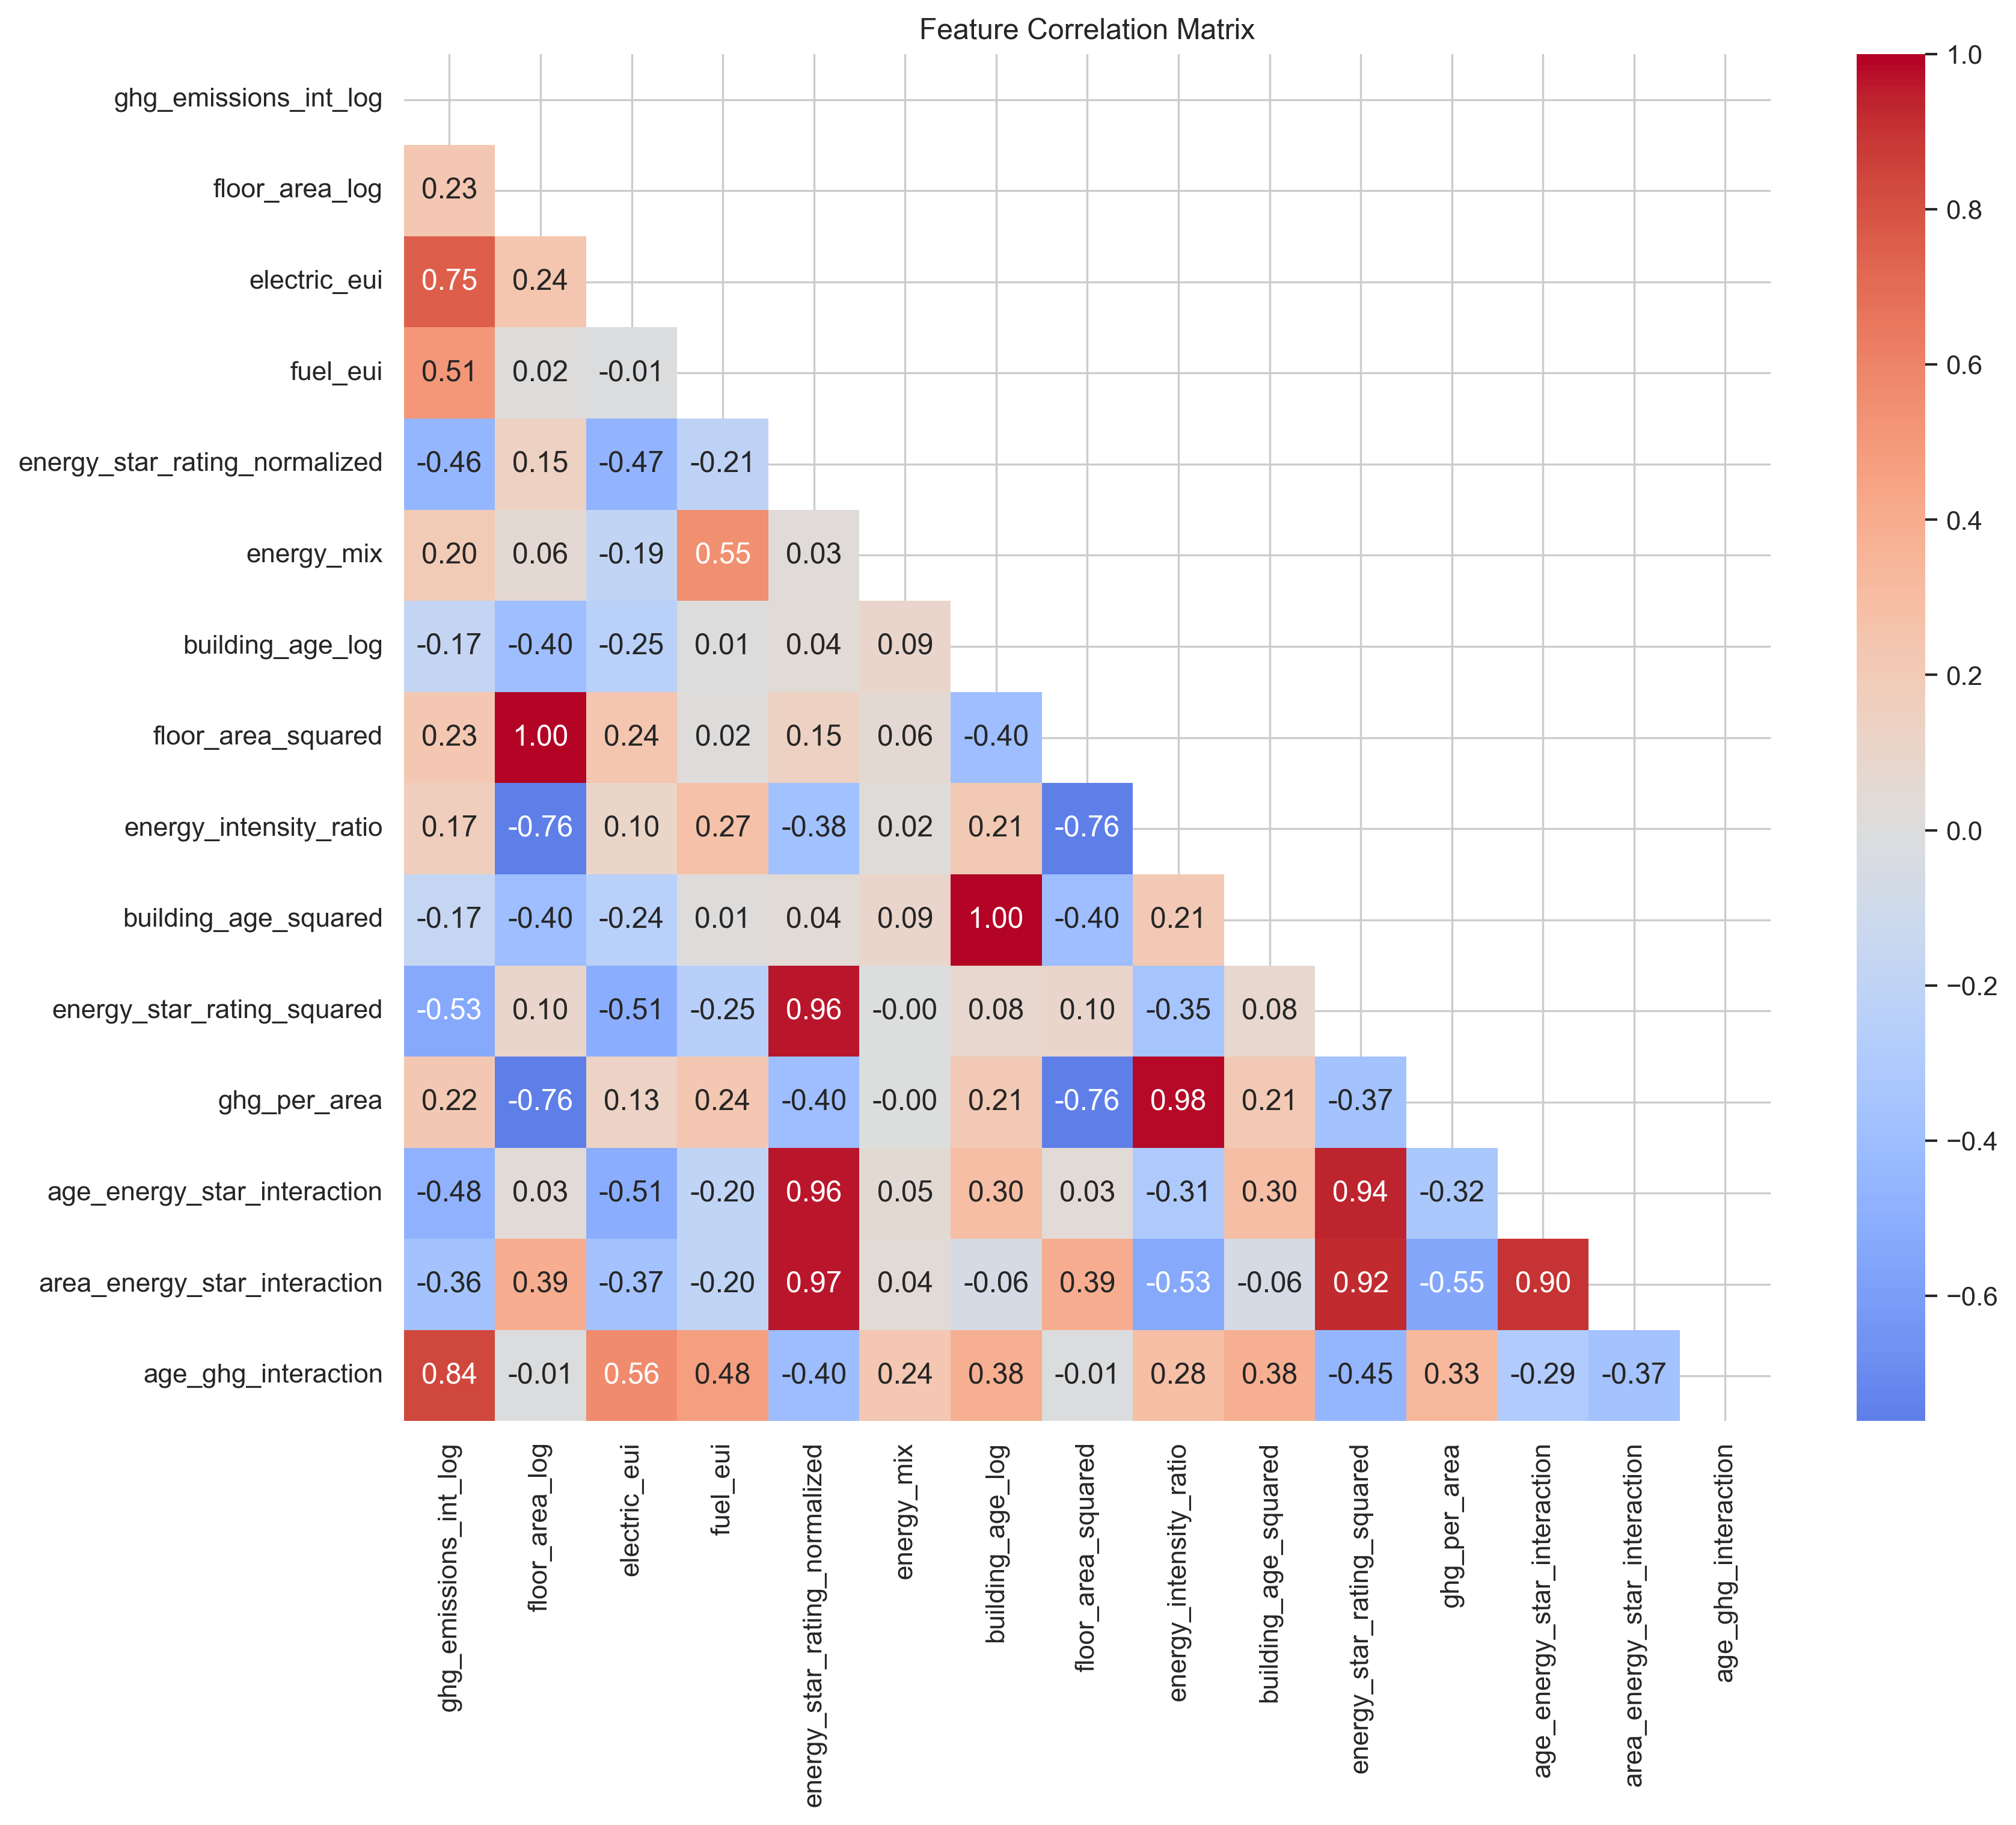 Feature Correlation Matrix
ghg_emissions_int_log
floor_area_log 0.23
electric_eui 0.75 0.24
fuel_eui 0.51 0.02 -0.01
energy_star_rating_normalized -0.46 0.15 -0.47 -0.21
energy_mix 0.20 0.06 -0.19 0.55 0.03
building_age_log -0.17 -0.40 -0.25 0.01 0.04 0.09
floor_area_squared 0.23 1.00 0.24 0.02 0.15 0.06 -0.40
energy_intensity_ratio 0.17 -0.76 0.10 0.27 -0.38 0.02 0.21 -0.76
building_age_squared -0.17 -0.40 -0.24 0.01 0.04 0.09 1.00 -0.40 0.21
energy_star_rating_squared -0.53 0.10 -0.51 -0.25 0.96 -0.00 0.08 0.10 -0.35 0.08
ghg_per_area 0.22 -0.76 0.13 0.24 -0.40 -0.00 0.21 -0.76 0.98 0.21 -0.37
age_energy_star_interaction -0.48 0.03 -0.51 -0.20 0.96 0.05 0.30 0.03 -0.31 0.30 0.94 -0.32
area_energy_star_interaction -0.36 0.39 -0.37 -0.20 0.97 0.04 -0.06 0.39 -0.53 -0.06 0.92 -0.55 0.90
age_ghg_interaction 0.84 -0.01 0.56 0.48 -0.40 0.24 0.38 -0.01 0.28 0.38 -0.45 0.33 -0.29 -0.37
ghg_emissions_int_log
floor_area_log
electric_eui
fuel_eui
energy_star_rating_normalized
energy_mix
building_age_log
floor_area_squared
energy_intensity_ratio
building_age_squared
energy_star_rating_squared
ghg_per_area
age_energy_star_interaction
area_energy_star_interaction
age_ghg_interaction
1.0
0.8
0.6
0.4
0.2
0.0
−0.2
−0.4
−0.6